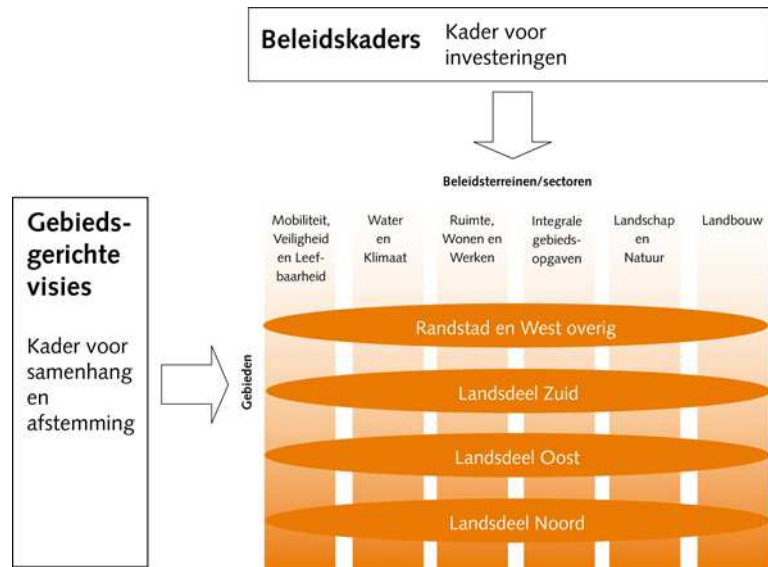 Beleidskaders
Kader voor
investeringen
Beleidsterreinen/sectoren
Gebieds-
gerichte
visies
Kader voor
samenhang
en
afstemming
Mobiliteit,
Veiligheid
en Leef-
baarheid
Water
en
Klimaat
Ruimte,
Wonen en
Werken
Integrale
gebieds-
opgaven
Landschap
en
Natuur
Landbouw
Gebieden
Randstad en West overig
Landsdeel Zuid
Landsdeel Oost
Landsdeel Noord